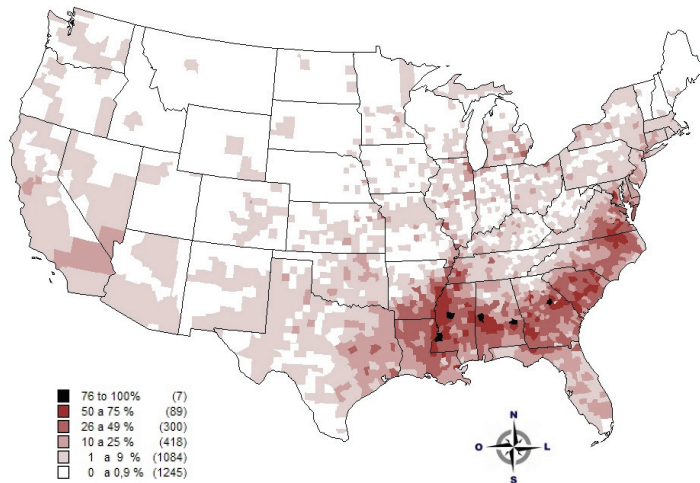 76 to 100% (7)
50 a 75 % (89)
26 a 49 % (300)
10 a 25 % (418)
1 a 9 % (1084)
0 a 0,9 % (1245)
N
O L
S